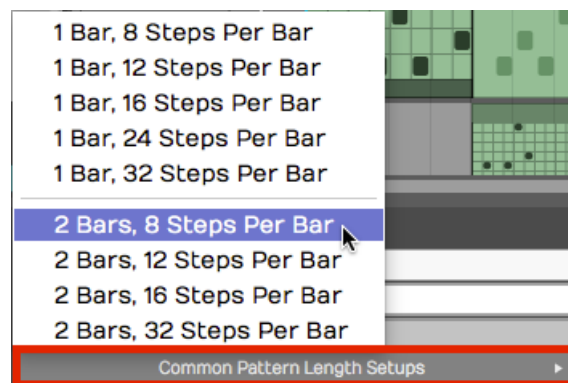 1 Bar, 8 Steps Per Bar
1 Bar, 12 Steps Per Bar
1 Bar, 16 Steps Per Bar
1 Bar, 24 Steps Per Bar
1 Bar, 32 Steps Per Bar
2 Bars, 8 Steps Per Bar
2 Bars, 12 Steps Per Bar
2 Bars, 16 Steps Per Bar
2 Bars, 32 Steps Per Bar
Common Pattern Length Setups